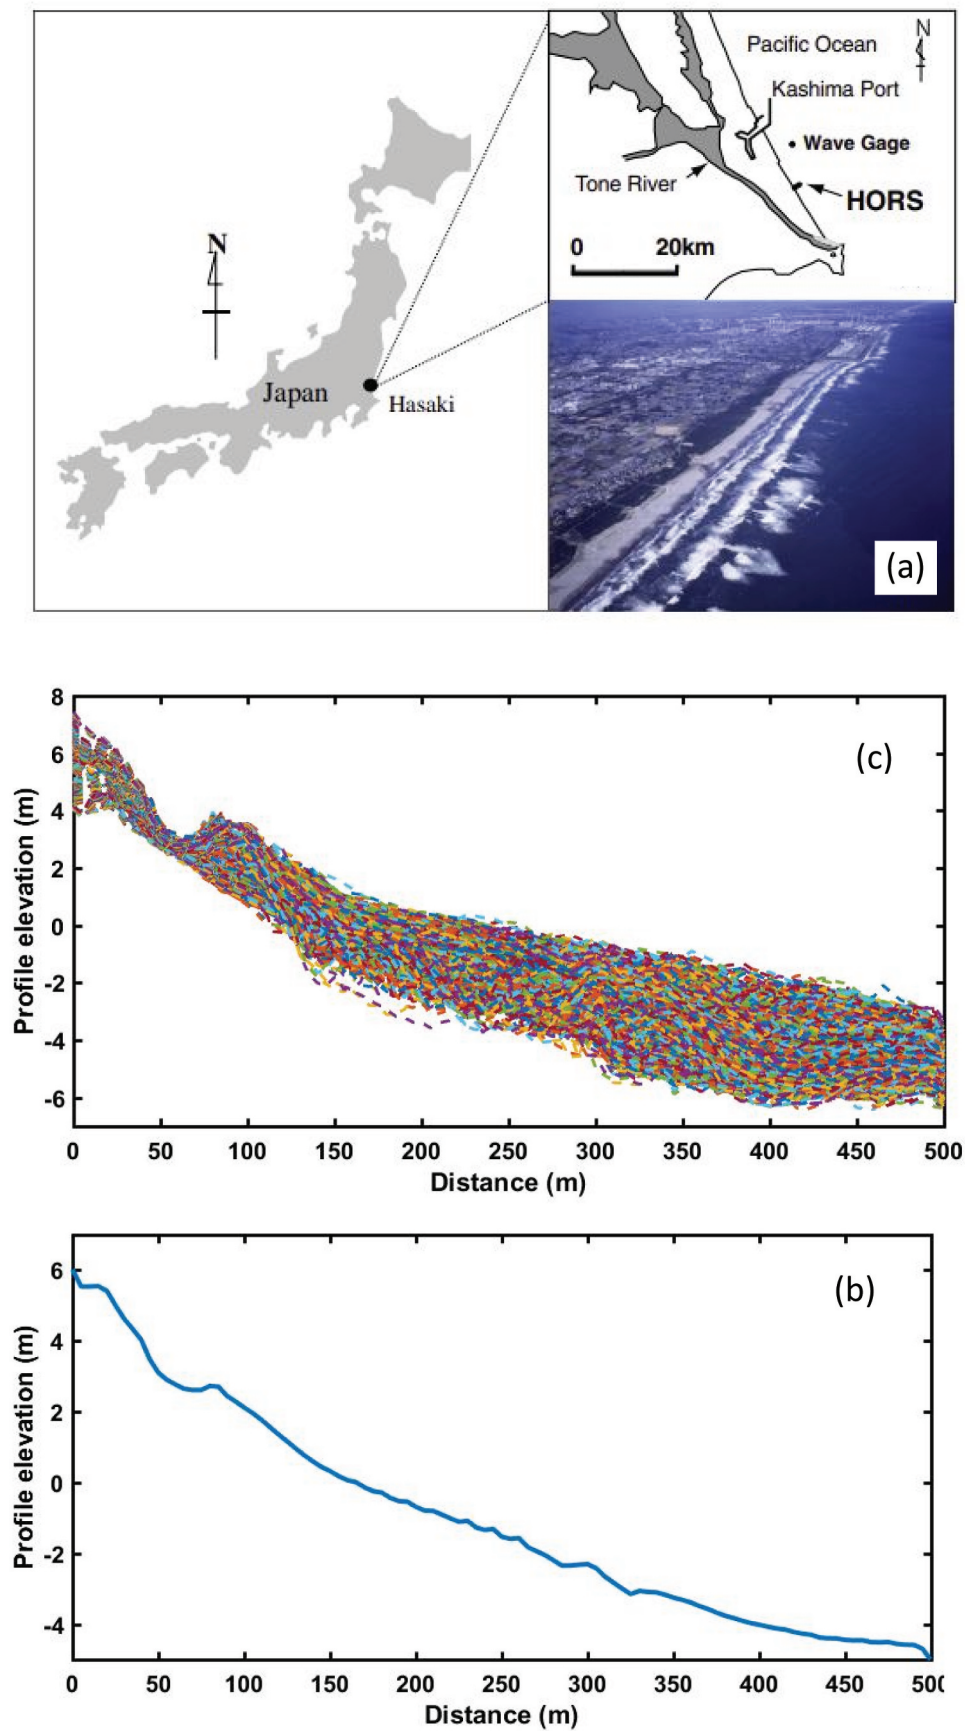 N
Japan
Hasaki
Pacific Ocean
N
Kashima Port
Wave Gage
Tone River
HORS
0 20km
(a)
8
6
4
2
0
-2
-4
-6
Profile elevation (m)
(c)
0 50 100 150 200 250 300 350 400 450 500
Distance (m)
6
4
2
0
-2
-4
Profile elevation (m)
(b)
0 50 100 150 200 250 300 350 400 450 500
Distance (m)